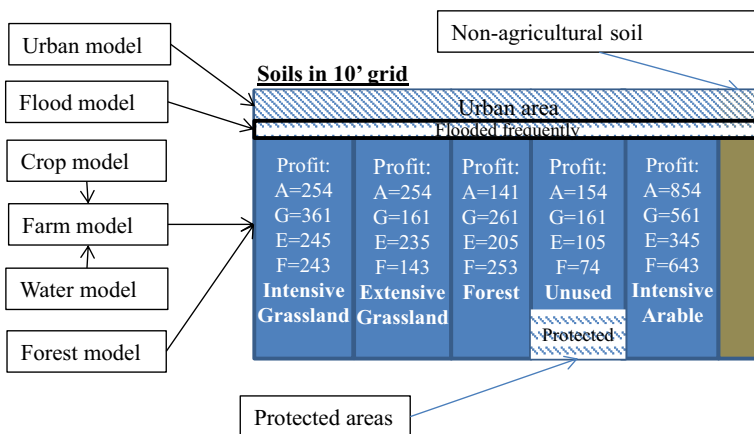 Urban model
Non-agricultural soil
Soils in 10’ grid
Flood model
Urban area
Flooded frequently
Crop model
Farm model
Water model
Forest model
Profit:
A=254
G=361
E=245
F=243
Intensive
Grassland
Profit:
A=254
G=161
E=235
F=143
Extensive
Grassland
Profit:
A=141
G=261
E=205
F=253
Forest
Profit:
A=154
G=161
E=105
F=74
Unused
Protected
Profit:
A=854
G=561
E=345
F=643
Intensive
Arable
Protected areas